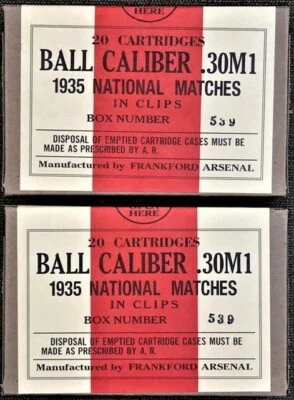 HERE
20 CARTRIDGES
BALL CALIBER .30M1
1935 NATIONAL MATCHES
IN CLIPS
BOX NUMBER 539
DISPOSAL OF EMPTIED CARTRIDGE CASES MUST BE
MADE AS PRESCRIBED BY A. R.
Manufactured by FRANKFORD ARSENAL
OPEN
HERE
20 CARTRIDGES
BALL CALIBER .30M1
1935 NATIONAL MATCHES
IN CLIPS
BOX NUMBER 539
DISPOSAL OF EMPTIED CARTRIDGE CASES MUST BE
MADE AS PRESCRIBED BY A. R.
Manufactured by FRANKFORD ARSENAL